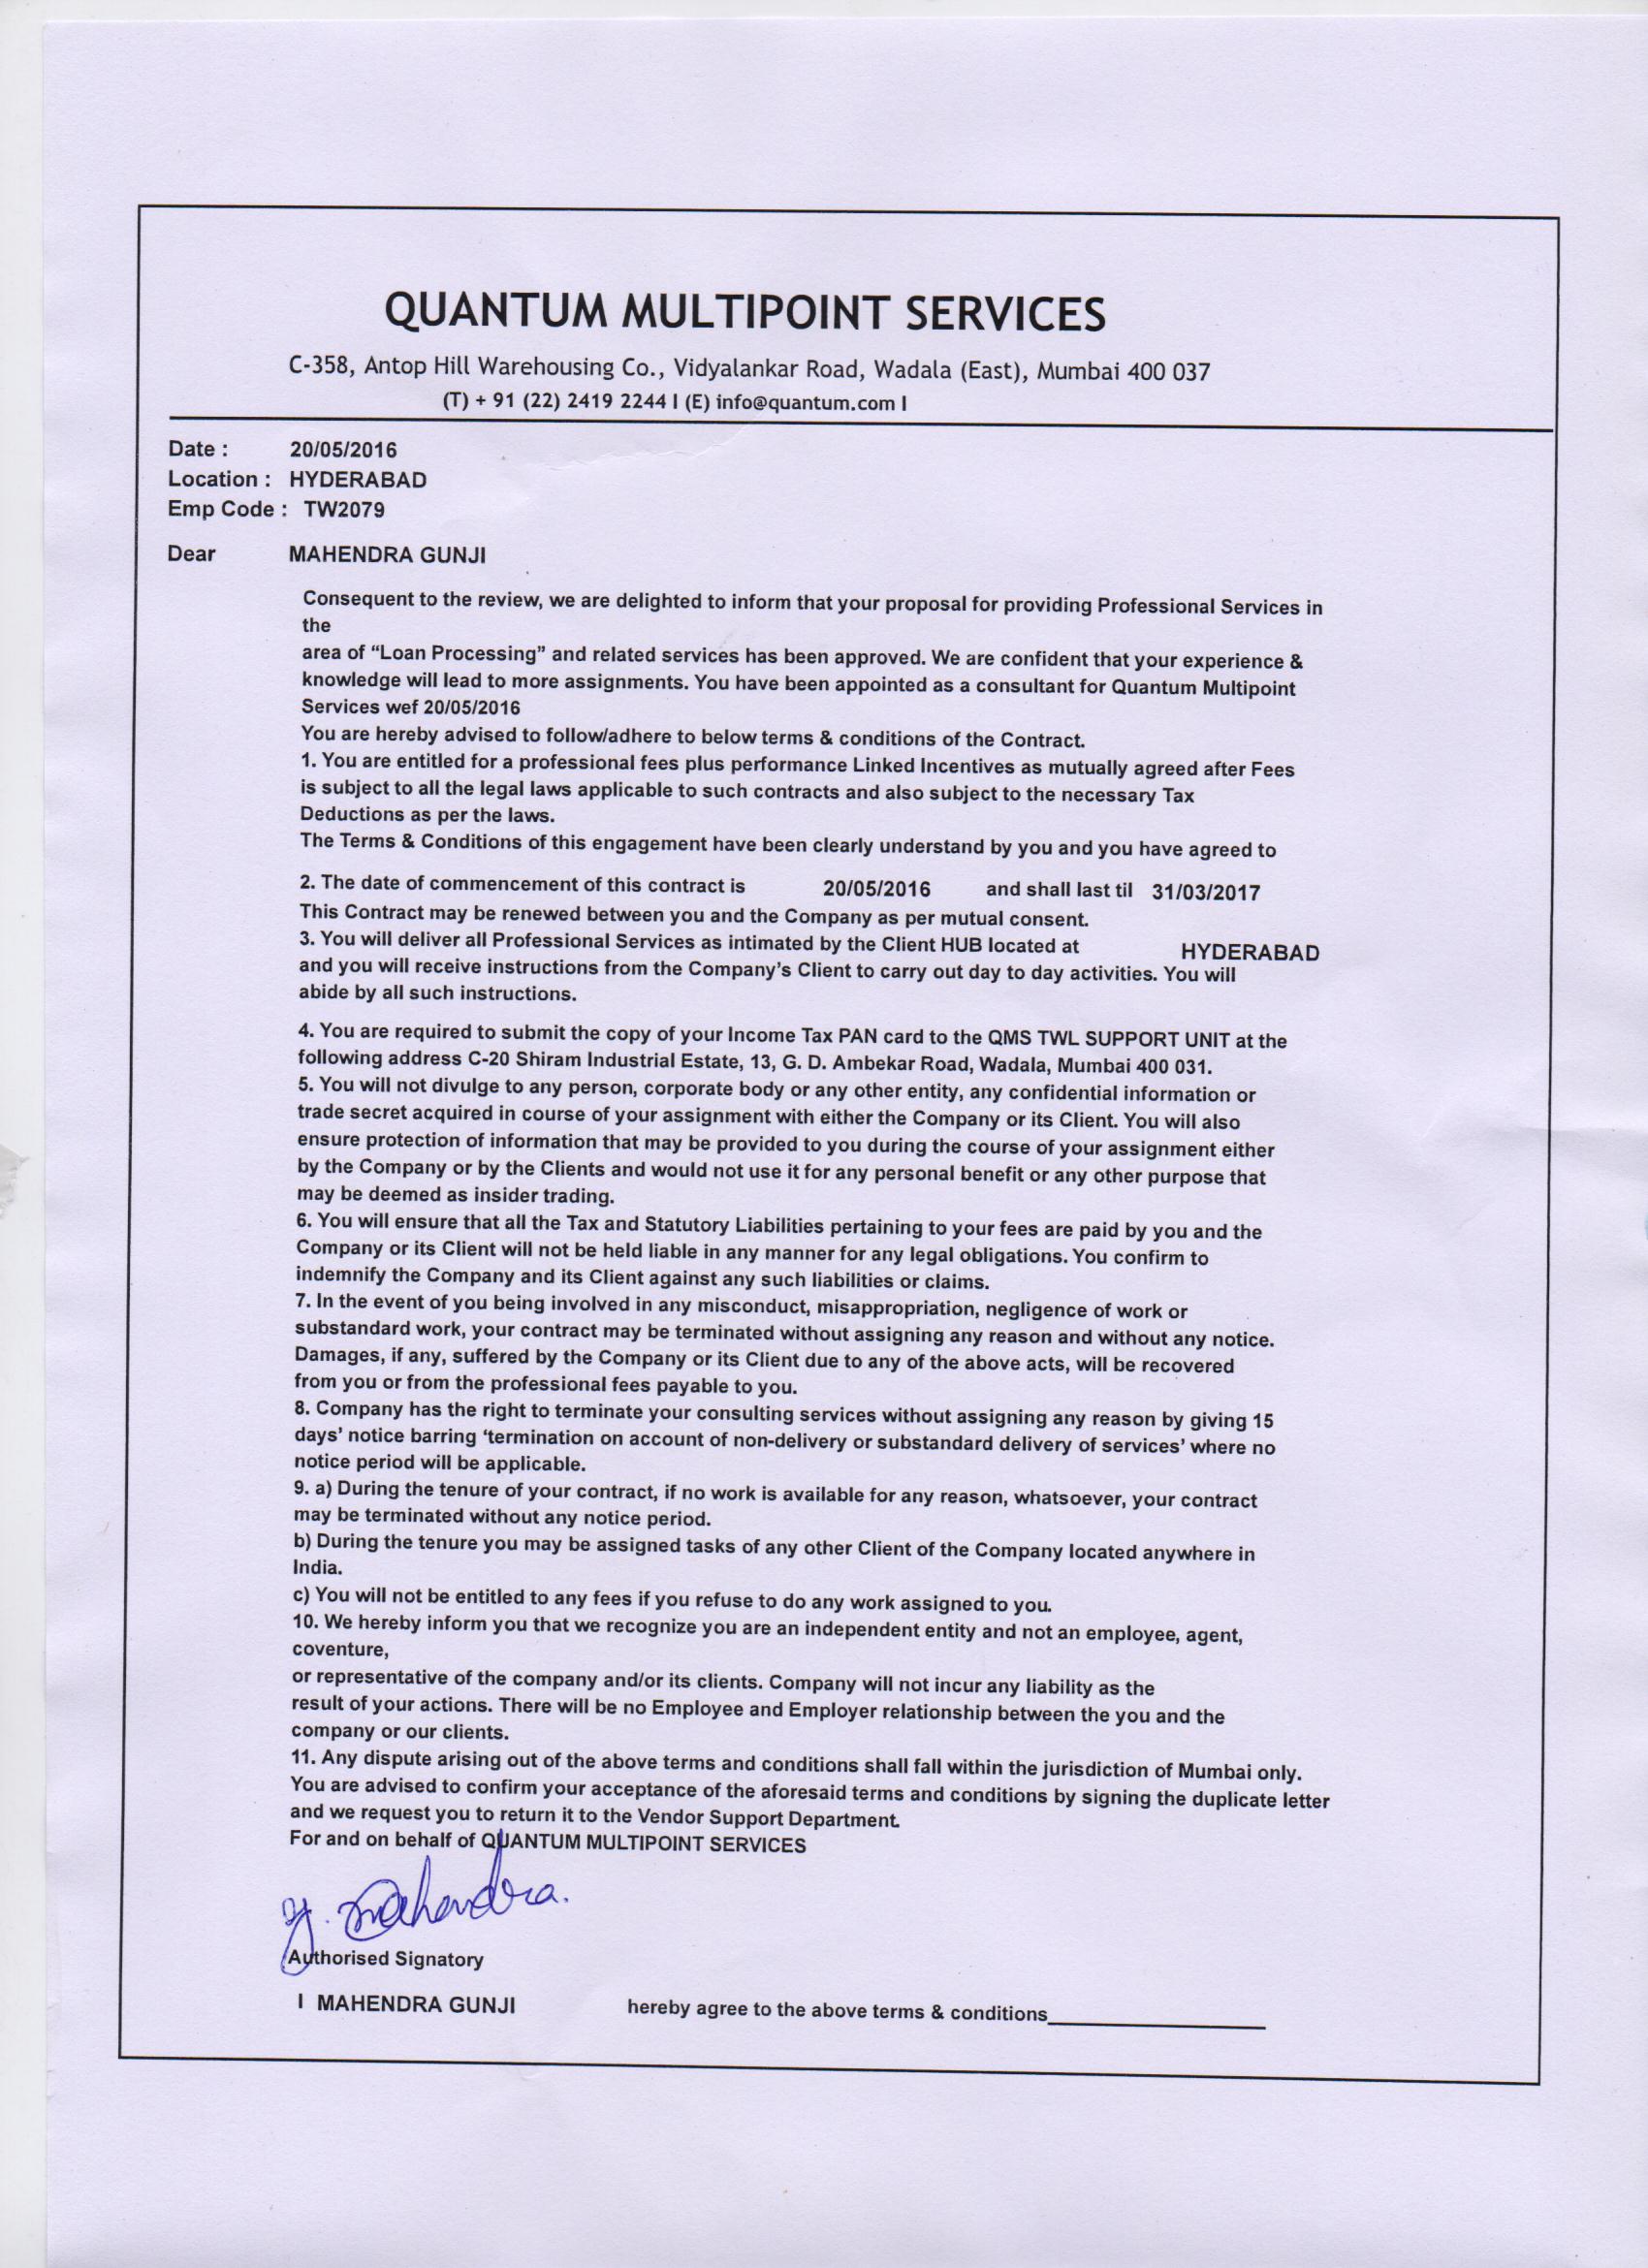 QUANTUM MULTIPOINT SERVICES
C-358, Antop Hill Warehousing Co., Vidyalankar Road, Wadala (East), Mumbai 400 037
(T) + 91 (22) 2419 2244 I (E) info@quantum.com I
Date : 20/05/2016
Location : HYDERABAD
Emp Code : TW2079
Dear MAHENDRA GUNJI
Consequent to the review, we are delighted to inform that your proposal for providing Professional Services in
the
area of “Loan Processing” and related services has been approved. We are confident that your experience &
knowledge will lead to more assignments. You have been appointed as a consultant for Quantum Multipoint
Services wef 20/05/2016
You are hereby advised to follow/adhere to below terms & conditions of the Contract.
1. You are entitled for a professional fees plus performance Linked Incentives as mutually agreed after Fees
is subject to all the legal laws applicable to such contracts and also subject to the necessary Tax
Deductions as per the laws.
The Terms & Conditions of this engagement have been clearly understand by you and you have agreed to
2. The date of commencement of this contract is 20/05/2016 and shall last til 31/03/2017
This Contract may be renewed between you and the Company as per mutual consent.
3. You will deliver all Professional Services as intimated by the Client HUB located at HYDERABAD
and you will receive instructions from the Company’s Client to carry out day to day activities. You will
abide by all such instructions.
4. You are required to submit the copy of your Income Tax PAN card to the QMS TWL SUPPORT UNIT at the
following address C-20 Shiram Industrial Estate, 13, G. D. Ambekar Road, Wadala, Mumbai 400 031.
5. You will not divulge to any person, corporate body or any other entity, any confidential information or
trade secret acquired in course of your assignment with either the Company or its Client. You will also
ensure protection of information that may be provided to you during the course of your assignment either
by the Company or by the Clients and would not use it for any personal benefit or any other purpose that
may be deemed as insider trading.
6. You will ensure that all the Tax and Statutory Liabilities pertaining to your fees are paid by you and the
Company or its Client will not be held liable in any manner for any legal obligations. You confirm to
indemnify the Company and its Client against any such liabilities or claims.
7. In the event of you being involved in any misconduct, misappropriation, negligence of work or
substandard work, your contract may be terminated without assigning any reason and without any notice.
Damages, if any, suffered by the Company or its Client due to any of the above acts, will be recovered
from you or from the professional fees payable to you.
8. Company has the right to terminate your consulting services without assigning any reason by giving 15
days’ notice barring ‘termination on account of non-delivery or substandard delivery of services’ where no
notice period will be applicable.
9. a) During the tenure of your contract, if no work is available for any reason, whatsoever, your contract
may be terminated without any notice period.
b) During the tenure you may be assigned tasks of any other Client of the Company located anywhere in
India.
c) You will not be entitled to any fees if you refuse to do any work assigned to you.
10. We hereby inform you that we recognize you are an independent entity and not an employee, agent,
coventure,
or representative of the company and/or its clients. Company will not incur any liability as the
result of your actions. There will be no Employee and Employer relationship between the you and the
company or our clients.
11. Any dispute arising out of the above terms and conditions shall fall within the jurisdiction of Mumbai only.
You are advised to confirm your acceptance of the aforesaid terms and conditions by signing the duplicate letter
and we request you to return it to the Vendor Support Department.
For and on behalf of QUANTUM MULTIPOINT SERVICES
g. mahendra.
Authorised Signatory
I MAHENDRA GUNJI hereby agree to the above terms & conditions